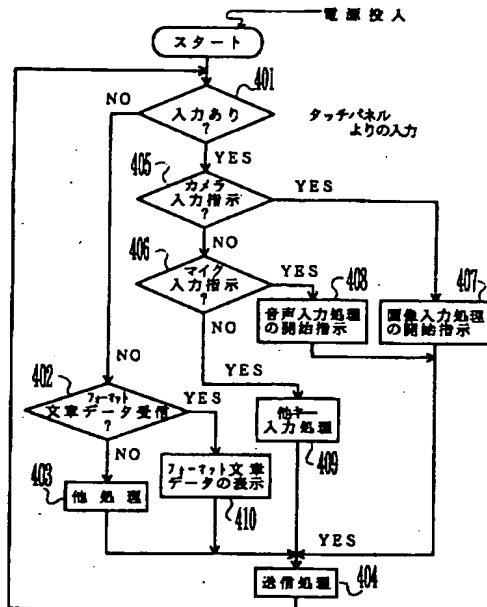 電源投入
スタート
401
入力あり
?
NO
YES
タッチパネル
よりの入力
405
カメラ
入力指示
?
YES
NO
406
マイク
入力指示
?
YES
NO
408
音声入力処理
の開始指示
407
画像入力処理
の開始指示
NO
402
フォーマット
文章データ受信
?
YES
NO
403
他処理
フォーマット文章
データの表示
410
他キー
入力処理
409
YES
送信処理
404